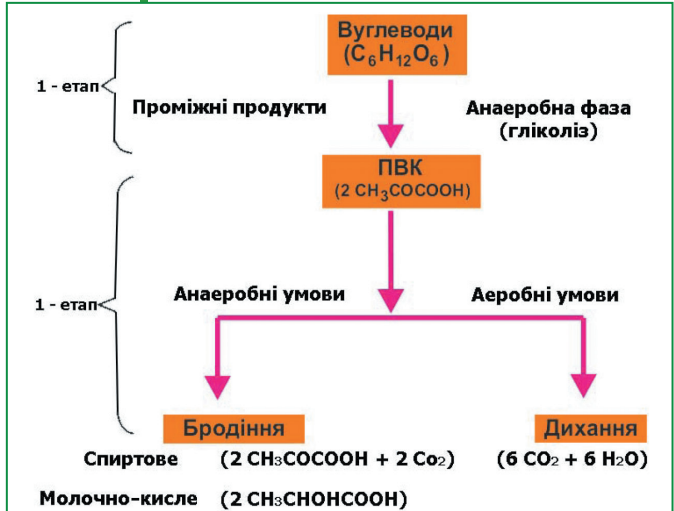 Вуглеводи
(C₆H₁₂O₆)
1 - етап
Проміжні продукти
Анаеробна фаза
(гліколіз)
ПВК
(2 CH₃COCOOH)
Анаеробні умови
Аеробні умови
1 - етап
Бродіння
Дихання
Спиртове (2 CH₃COCOOH + 2 Co₂)
(6 CO₂ + 6 H₂O)
Молочно-кисле (2 CH₃CHOHCOOH)